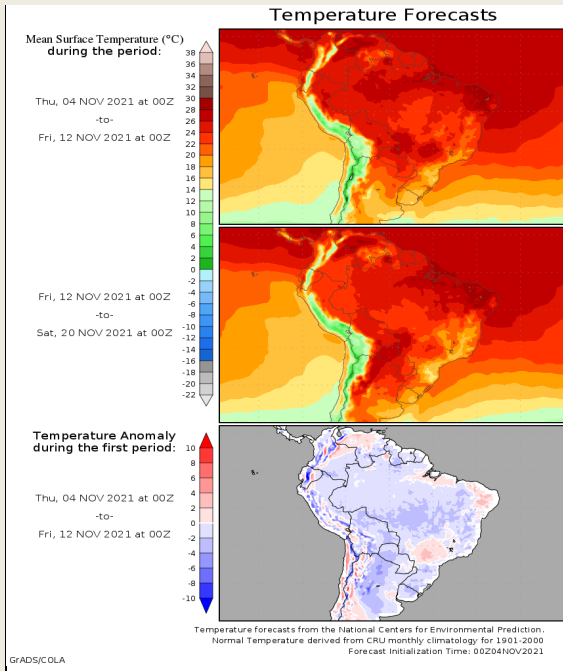 Temperature Forecasts
Mean Surface Temperature (°C)
during the period:
38
36
34
32
30
28
26
24
22
20
18
16
14
12
10
8
6
4
2
0
-2
-4
-6
-8
-10
-12
-15
-16
-18
-20
-22
Thu, 04 NOV 2021 at 00Z
-to-
Fri, 12 NOV 2021 at 00Z
Fri, 12 NOV 2021 at 00Z
-to-
Sat, 20 NOV 2021 at 00Z
Temperature Anomaly
during the first period:
10
8
6
4
2
0
-2
-4
-6
-8
-10
Thu, 04 NOV 2021 at 00Z
-to-
Fri, 12 NOV 2021 at 00Z
Temperature forecasts from the National Centers for Environmental Prediction.
Normal Temperature derived from CRU monthly climatology for 1901-2000
Forecast Initialization Time: 00Z04NOV2021
GrADS/COLA